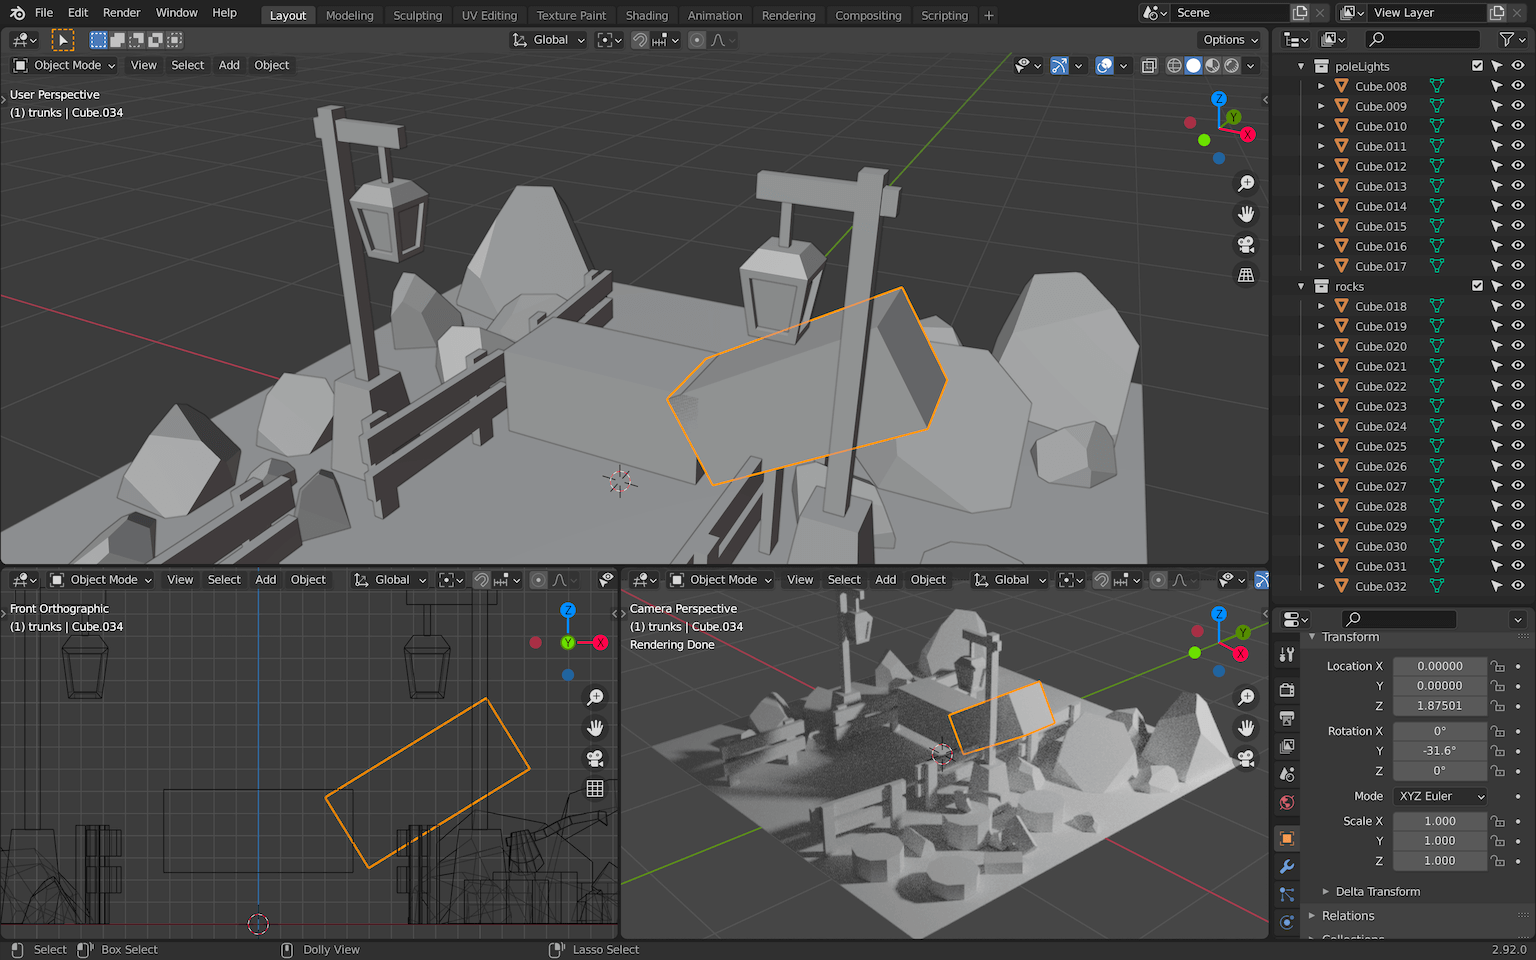 File Edit Render Window Help Layout Modeling Sculpting UV Editing Texture Paint Shading Animation Rendering Compositing Scripting + Scene View Layer
Global Options
Object Mode View Select Add Object
User Perspective
(1) trunks | Cube.034
Z
Y
X
poleLights
Cube.008
Cube.009
Cube.010
Cube.011
Cube.012
Cube.013
Cube.014
Cube.015
Cube.016
Cube.017
rocks
Cube.018
Cube.019
Cube.020
Cube.021
Cube.022
Cube.023
Cube.024
Cube.025
Cube.026
Cube.027
Cube.028
Cube.029
Cube.030
Cube.031
Cube.032
Object Mode View Select Add Object Global
Front Orthographic
(1) trunks | Cube.034
Z
Y X
Object Mode View Select Add Object Global
Camera Perspective
(1) trunks | Cube.034
Rendering Done
Z
Y
X
Transform
Location X 0.00000
Y 0.00000
Z 1.87501
Rotation X 0°
Y -31.6°
Z 0°
Mode XYZ Euler
Scale X 1.000
Y 1.000
Z 1.000
Delta Transform
Relations
Collections
Select Box Select Dolly View Lasso Select 2.92.0